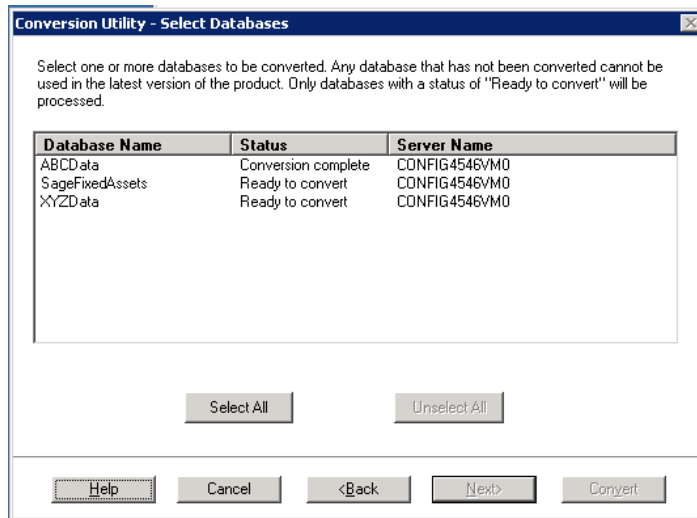 Conversion Utility - Select Databases
Select one or more databases to be converted. Any database that has not been converted cannot be
used in the latest version of the product. Only databases with a status of "Ready to convert" will be
processed.
Database Name Status Server Name
ABCData Conversion complete CONFIG4546VM0
SageFixedAssets Ready to convert CONFIG4546VM0
XYZData Ready to convert CONFIG4546VM0
Select All Unselect All
Help Cancel <Back Next> Convert